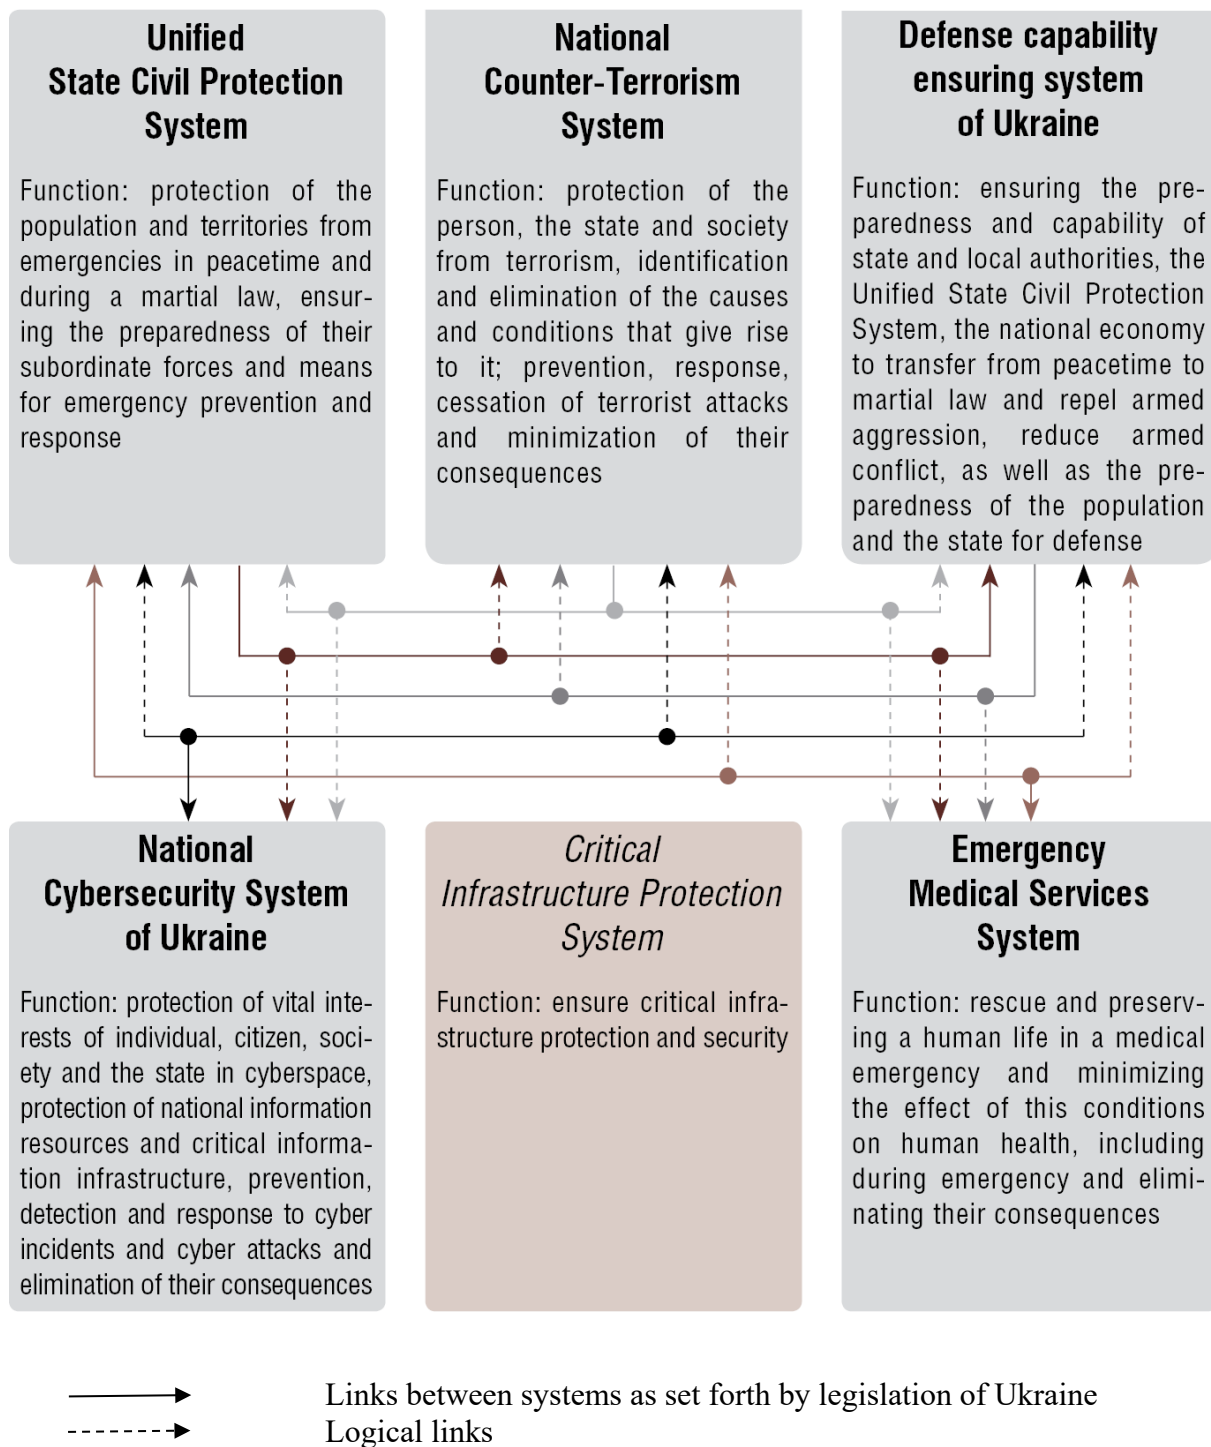 Unified
State Civil Protection
System
Function: protection of the
population and territories from
emergencies in peacetime and
during a martial law, ensur-
ing the preparedness of their
subordinate forces and means
for emergency prevention and
response
National
Counter-Terrorism
System
Function: protection of the
person, the state and society
from terrorism, identification
and elimination of the causes
and conditions that give rise
to it; prevention, response,
cessation of terrorist attacks
and minimization of their
consequences
Defense capability
ensuring system
of Ukraine
Function: ensuring the pre-
paredness and capability of
state and local authorities, the
Unified State Civil Protection
System, the national economy
to transfer from peacetime to
martial law and repel armed
aggression, reduce armed
conflict, as well as the pre-
paredness of the population
and the state for defense
National
Cybersecurity System
of Ukraine
Function: protection of vital inte-
rests of individual, citizen, soci-
ety and the state in cyberspace,
protection of national information
resources and critical informa-
tion infrastructure, prevention,
detection and response to cyber
incidents and cyber attacks and
elimination of their consequences
Critical
Infrastructure Protection
System
Function: ensure critical infra-
structure protection and security
Emergency
Medical Services
System
Function: rescue and preserv-
ing a human life in a medical
emergency and minimizing
the effect of this conditions
on human health, including
during emergency and elimi-
nating their consequences
Links between systems as set forth by legislation of Ukraine
Logical links